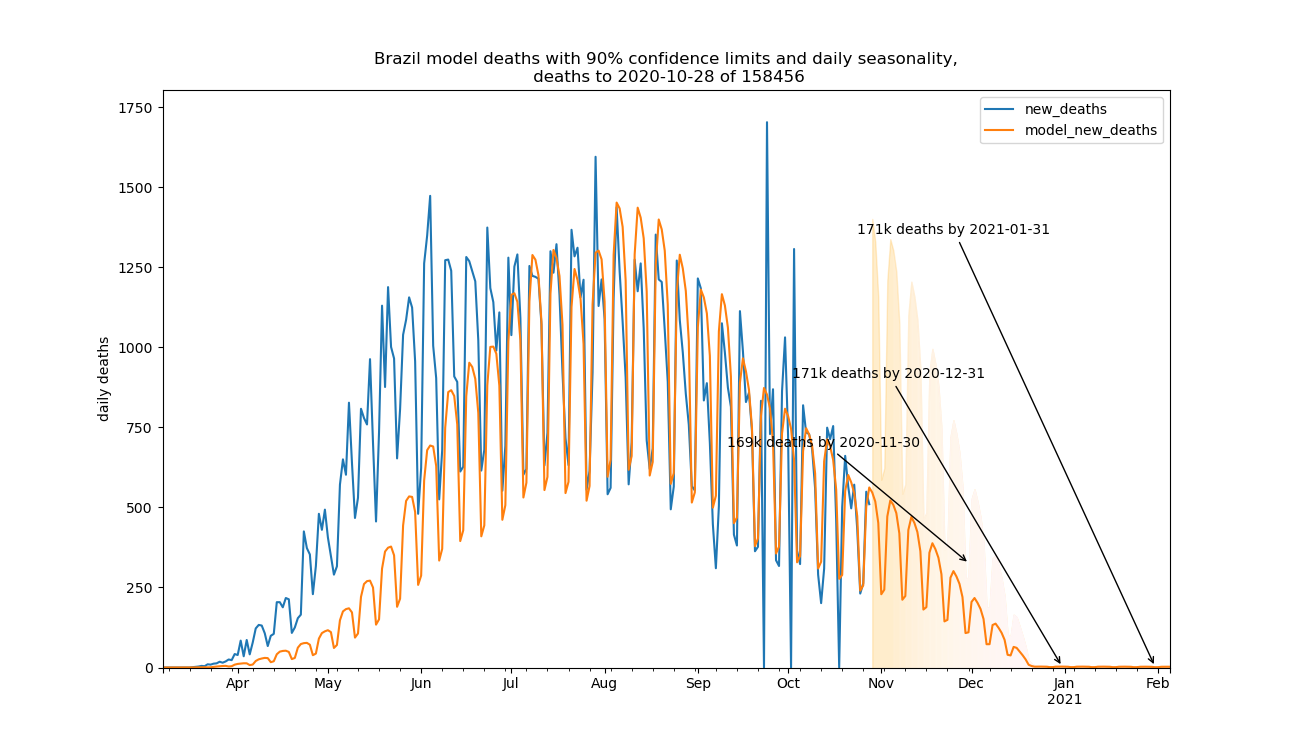 Brazil model deaths with 90% confidence limits and daily seasonality,
deaths to 2020-10-28 of 158456
new_deaths
model_new_deaths
daily deaths
1750
1500
1250
1000
750
500
250
0
171k deaths by 2021-01-31
171k deaths by 2020-12-31
169k deaths by 2020-11-30
Apr
May
Jun
Jul
Aug
Sep
Oct
Nov
Dec
Jan
2021
Feb